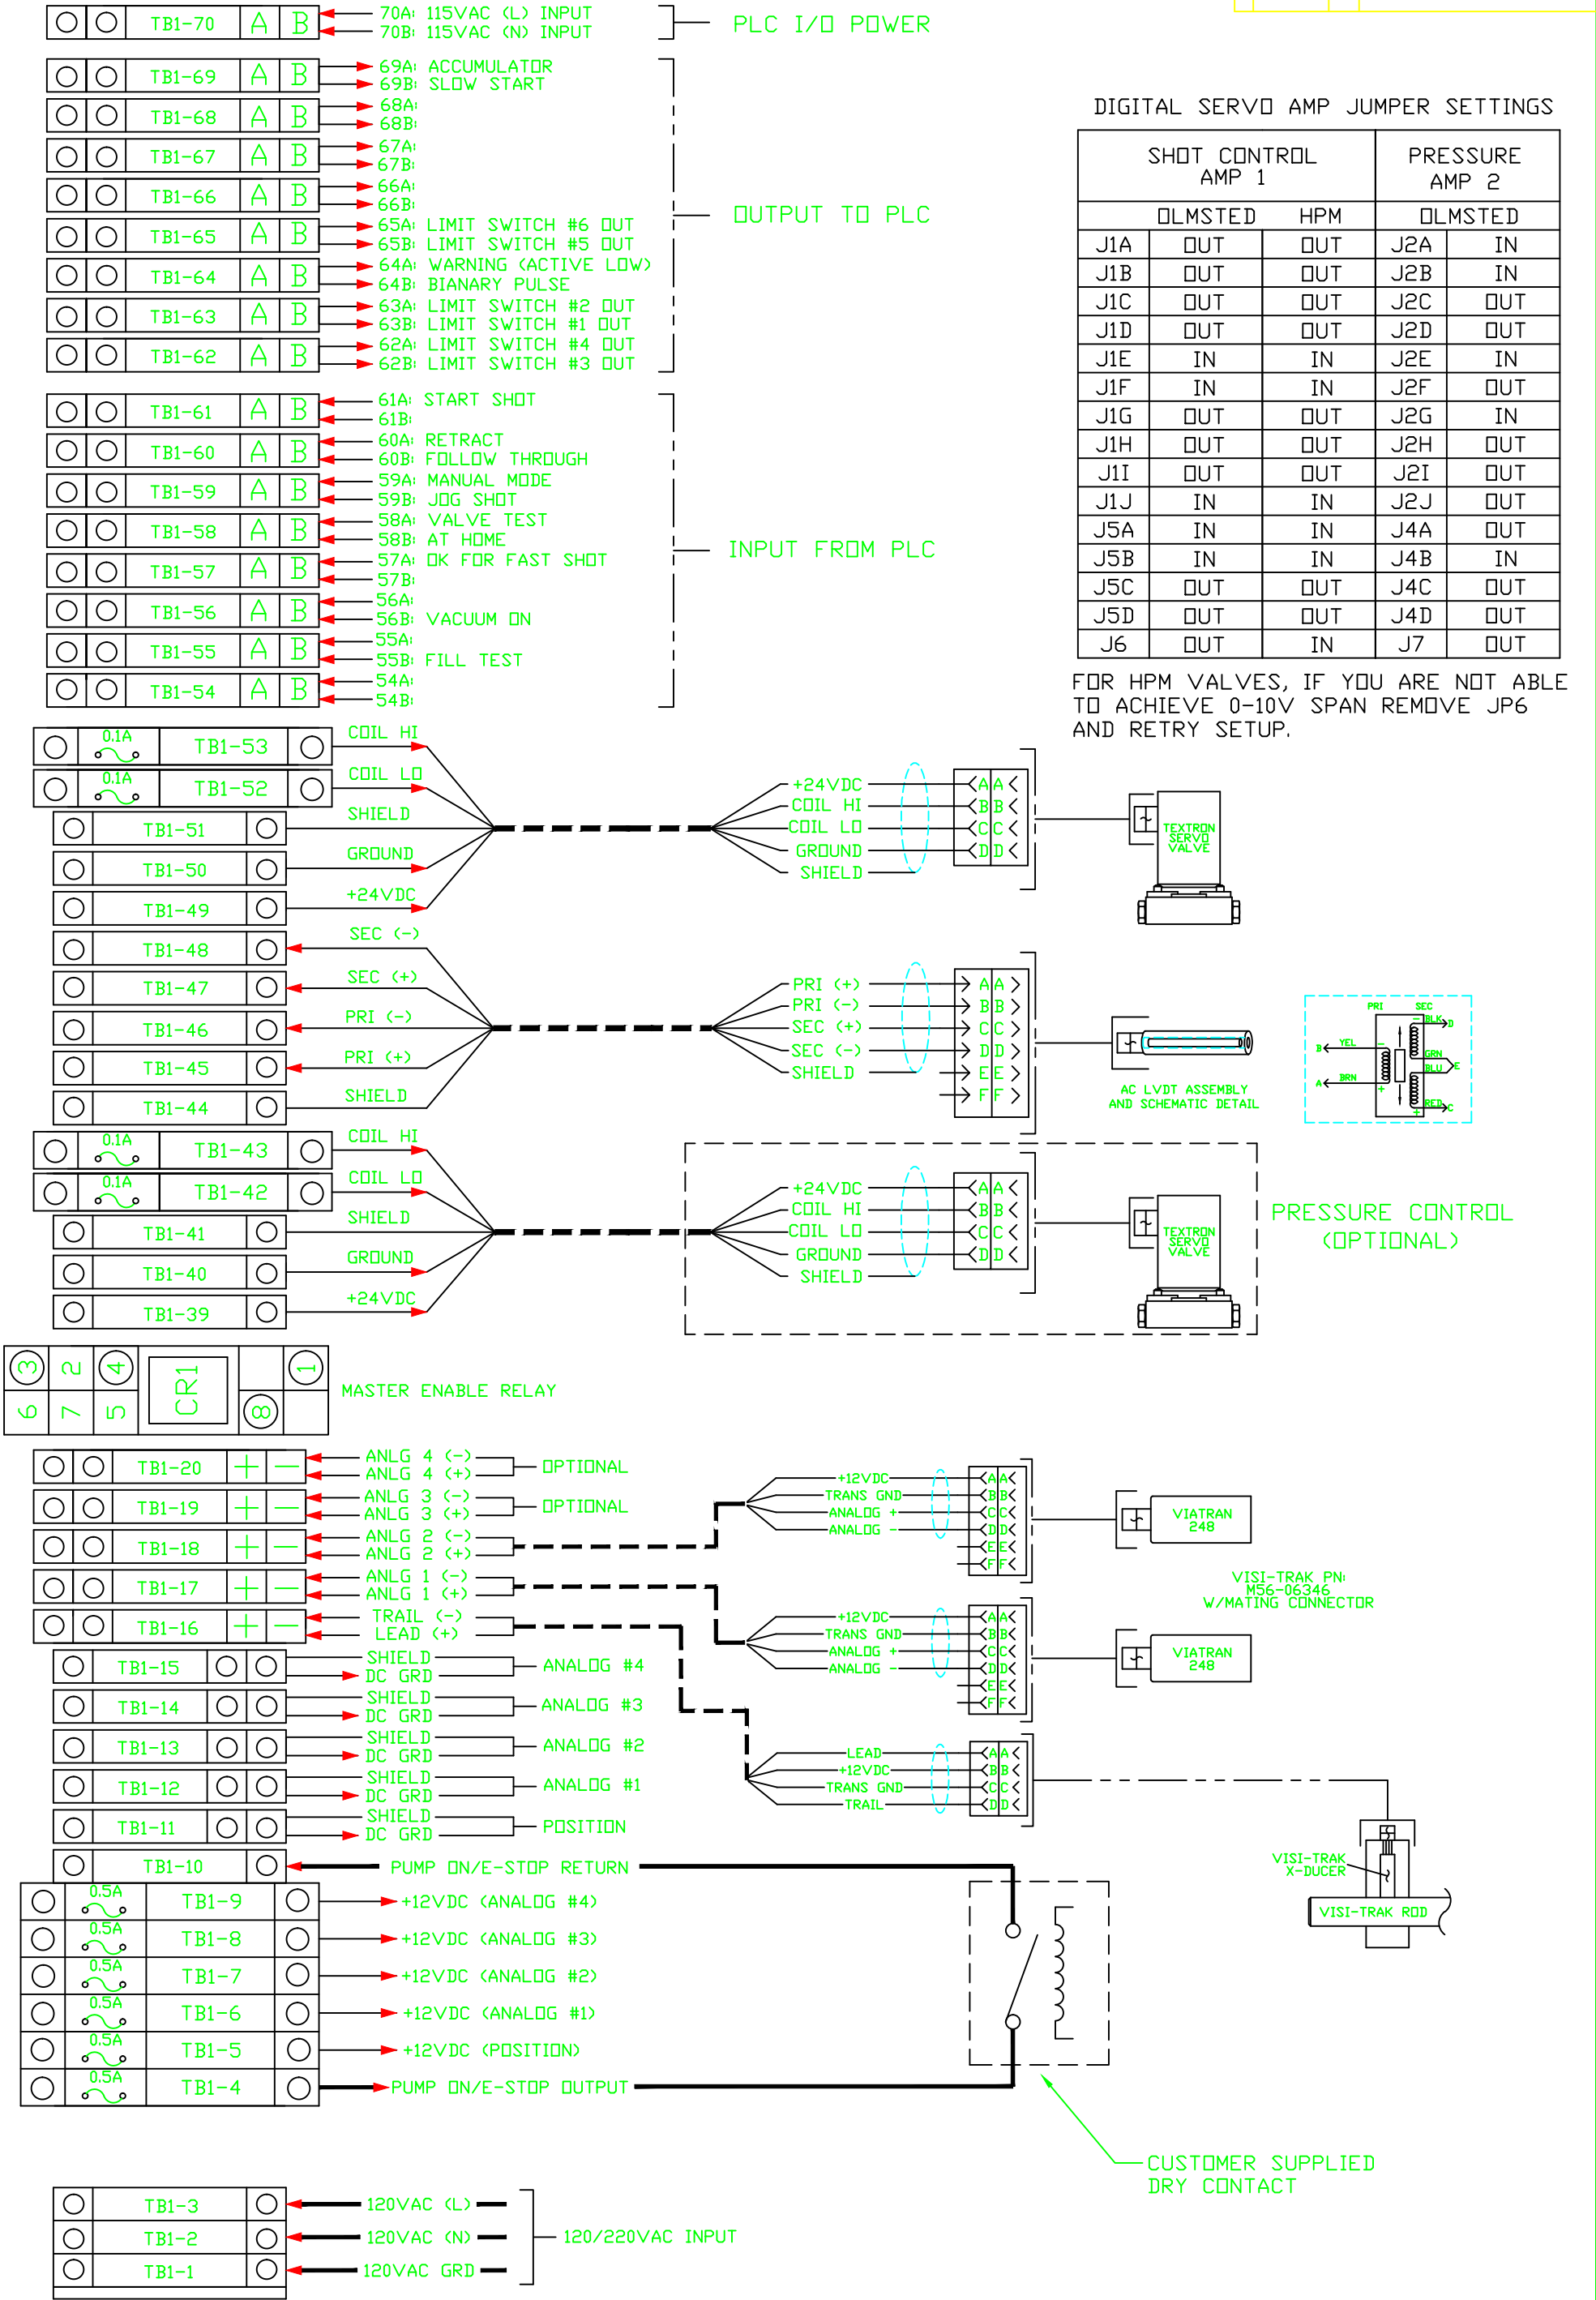 TB1-70 A B
70A: 115VAC (L) INPUT
70B: 115VAC (N) INPUT
PLC I/O POWER
TB1-69 A B
69A: ACCUMULATOR
69B: SLOW START
TB1-68 A B
68A:
68B:
TB1-67 A B
67A:
67B:
TB1-66 A B
66A:
66B:
TB1-65 A B
65A: LIMIT SWITCH #6 OUT
65B: LIMIT SWITCH #5 OUT
TB1-64 A B
64A: WARNING (ACTIVE LOW)
64B: BIANARY PULSE
TB1-63 A B
63A: LIMIT SWITCH #2 OUT
63B: LIMIT SWITCH #1 OUT
TB1-62 A B
62A: LIMIT SWITCH #4 OUT
62B: LIMIT SWITCH #3 OUT
OUTPUT TO PLC
TB1-61 A B
61A: START SHOT
61B:
TB1-60 A B
60A: RETRACT
60B: FOLLOW THROUGH
TB1-59 A B
59A: MANUAL MODE
59B: JOG SHOT
TB1-58 A B
58A: VALVE TEST
58B: AT HOME
TB1-57 A B
57A: OK FOR FAST SHOT
57B:
TB1-56 A B
56A:
56B: VACUUM ON
TB1-55 A B
55A:
55B: FILL TEST
TB1-54 A B
54A:
54B:
INPUT FROM PLC
DIGITAL SERVO AMP JUMPER SETTINGS
SHOT CONTROL
AMP 1
PRESSURE
AMP 2
OLMSTED HPM OLMSTED
J1A OUT OUT J2A IN
J1B OUT OUT J2B IN
J1C OUT OUT J2C OUT
J1D OUT OUT J2D OUT
J1E IN IN J2E IN
J1F IN IN J2F OUT
J1G OUT OUT J2G IN
J1H OUT OUT J2H OUT
J1I OUT OUT J2I OUT
J1J IN IN J2J OUT
J5A IN IN J4A OUT
J5B IN IN J4B IN
J5C OUT OUT J4C OUT
J5D OUT OUT J4D OUT
J6 OUT IN J7 OUT
FOR HPM VALVES, IF YOU ARE NOT ABLE
TO ACHIEVE 0-10V SPAN REMOVE JP6
AND RETRY SETUP.
0.1A TB1-53 COIL HI
0.1A TB1-52 COIL LO
TB1-51 SHIELD
TB1-50 GROUND
TB1-49 +24VDC
+24VDC A A
COIL HI B B
COIL LO C C
GROUND D D
SHIELD
TEXTRON
SERVO
VALVE
TB1-48 SEC (-)
TB1-47 SEC (+)
TB1-46 PRI (-)
TB1-45 PRI (+)
TB1-44 SHIELD
PRI (+) A A
PRI (-) B B
SEC (+) C C
SEC (-) D D
SHIELD E E
F F
AC LVDT ASSEMBLY
AND SCHEMATIC DETAIL
PRI SEC
- BLK D
B YEL -
GRN
BLU E
A BRN +
+ RED C
0.1A TB1-43 COIL HI
0.1A TB1-42 COIL LO
TB1-41 SHIELD
TB1-40 GROUND
TB1-39 +24VDC
+24VDC A A
COIL HI B B
COIL LO C C
GROUND D D
SHIELD
TEXTRON
SERVO
VALVE
PRESSURE CONTROL
(OPTIONAL)
3 2 4 CR1 1
6 7 5 8
MASTER ENABLE RELAY
TB1-20 + -
ANLG 4 (-)
ANLG 4 (+)
OPTIONAL
TB1-19 + -
ANLG 3 (-)
ANLG 3 (+)
OPTIONAL
TB1-18 + -
ANLG 2 (-)
ANLG 2 (+)
TB1-17 + -
ANLG 1 (-)
ANLG 1 (+)
TB1-16 + -
TRAIL (-)
LEAD (+)
+12VDC A A
TRANS GND B B
ANALOG + C C
ANALOG - D D
E E
F F
VIATRAN
248
VISI-TRAK PN:
M56-06346
W/MATING CONNECTOR
+12VDC A A
TRANS GND B B
ANALOG + C C
ANALOG - D D
E E
F F
VIATRAN
248
TB1-15
SHIELD
DC GRD
ANALOG #4
TB1-14
SHIELD
DC GRD
ANALOG #3
TB1-13
SHIELD
DC GRD
ANALOG #2
TB1-12
SHIELD
DC GRD
ANALOG #1
TB1-11
SHIELD
DC GRD
POSITION
LEAD A A
+12VDC B B
TRANS GND C C
TRAIL D D
VISI-TRAK
X-DUCER
VISI-TRAK ROD
TB1-10 PUMP ON/E-STOP RETURN
0.5A TB1-9 +12VDC (ANALOG #4)
0.5A TB1-8 +12VDC (ANALOG #3)
0.5A TB1-7 +12VDC (ANALOG #2)
0.5A TB1-6 +12VDC (ANALOG #1)
0.5A TB1-5 +12VDC (POSITION)
0.5A TB1-4 PUMP ON/E-STOP OUTPUT
CUSTOMER SUPPLIED
DRY CONTACT
TB1-3 120VAC (L)
TB1-2 120VAC (N)
TB1-1 120VAC GRD
120/220VAC INPUT